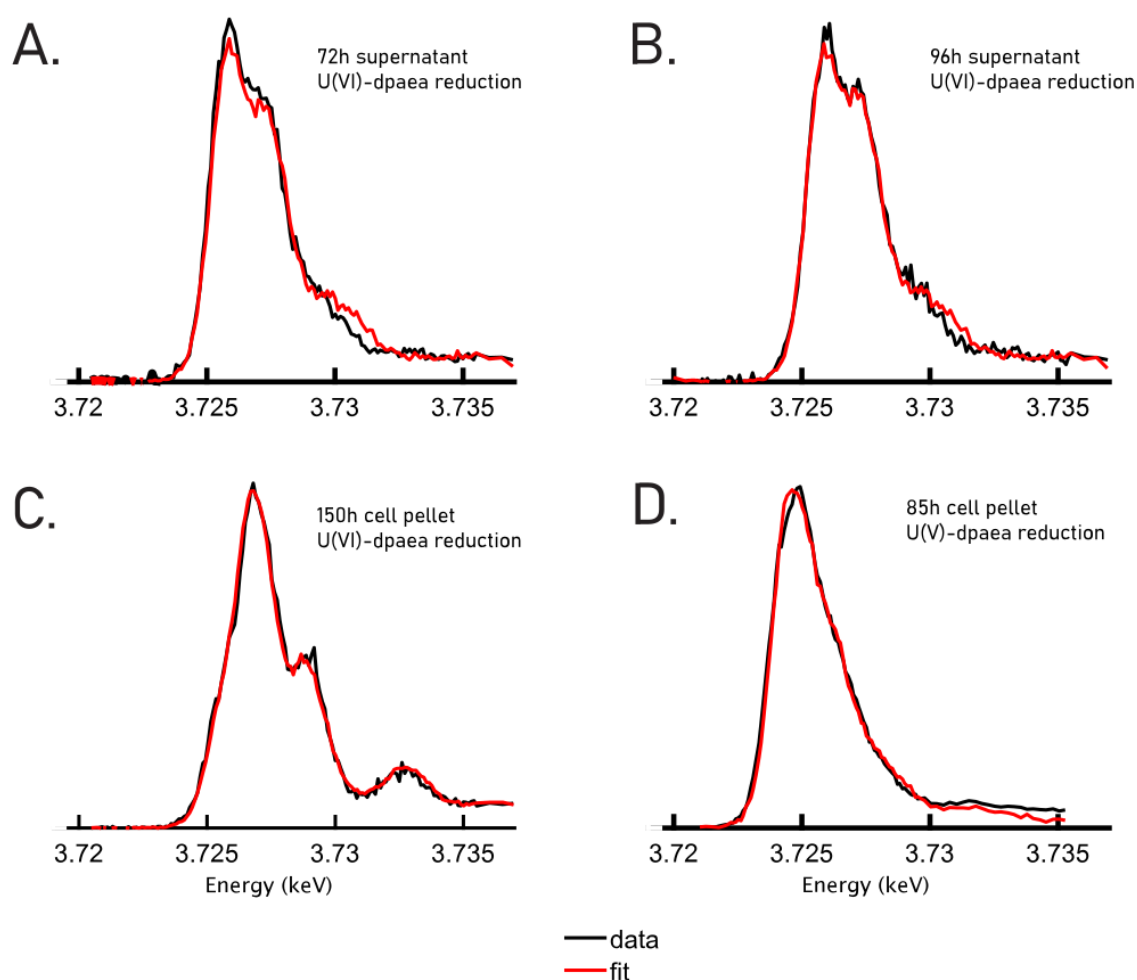 A.
72h supernatant
U(VI)-dpaea reduction
B.
96h supernatant
U(VI)-dpaea reduction
3.72 3.725 3.73 3.735
3.72 3.725 3.73 3.735
C.
150h cell pellet
U(VI)-dpaea reduction
D.
85h cell pellet
U(V)-dpaea reduction
3.72 3.725 3.73 3.735
Energy (keV)
3.72 3.725 3.73 3.735
Energy (keV)
data
fit